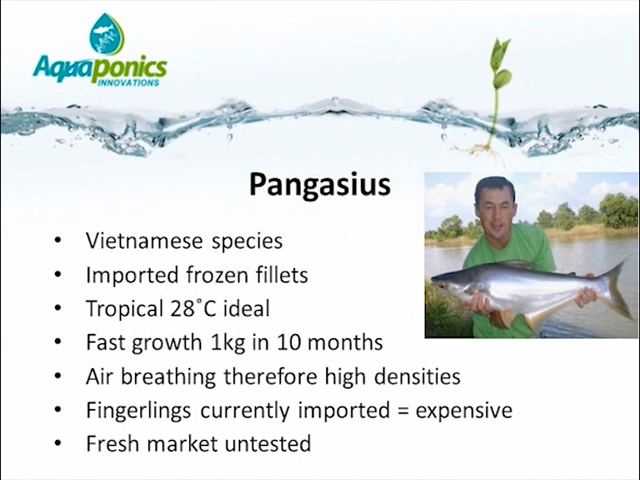 Aquaponics
INNOVATIONS
Pangasius
• Vietnamese species
• Imported frozen fillets
• Tropical 28˚C ideal
• Fast growth 1kg in 10 months
• Air breathing therefore high densities
• Fingerlings currently imported = expensive
• Fresh market untested